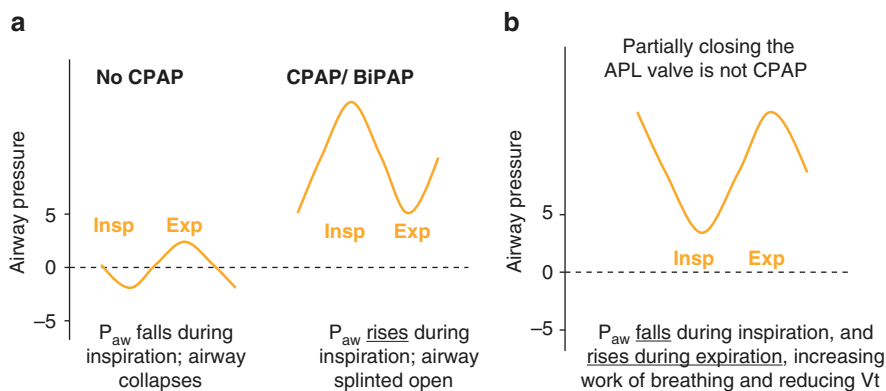 a
No CPAP
CPAP/ BiPAP
Airway pressure
5
0
–5
Insp
Exp
Insp
Exp
P_aw falls during
inspiration; airway
collapses
P_aw rises during
inspiration; airway
splinted open
b
Partially closing the
APL valve is not CPAP
Airway pressure
5
0
–5
Insp
Exp
P_aw falls during inspiration, and
rises during expiration, increasing
work of breathing and reducing Vt